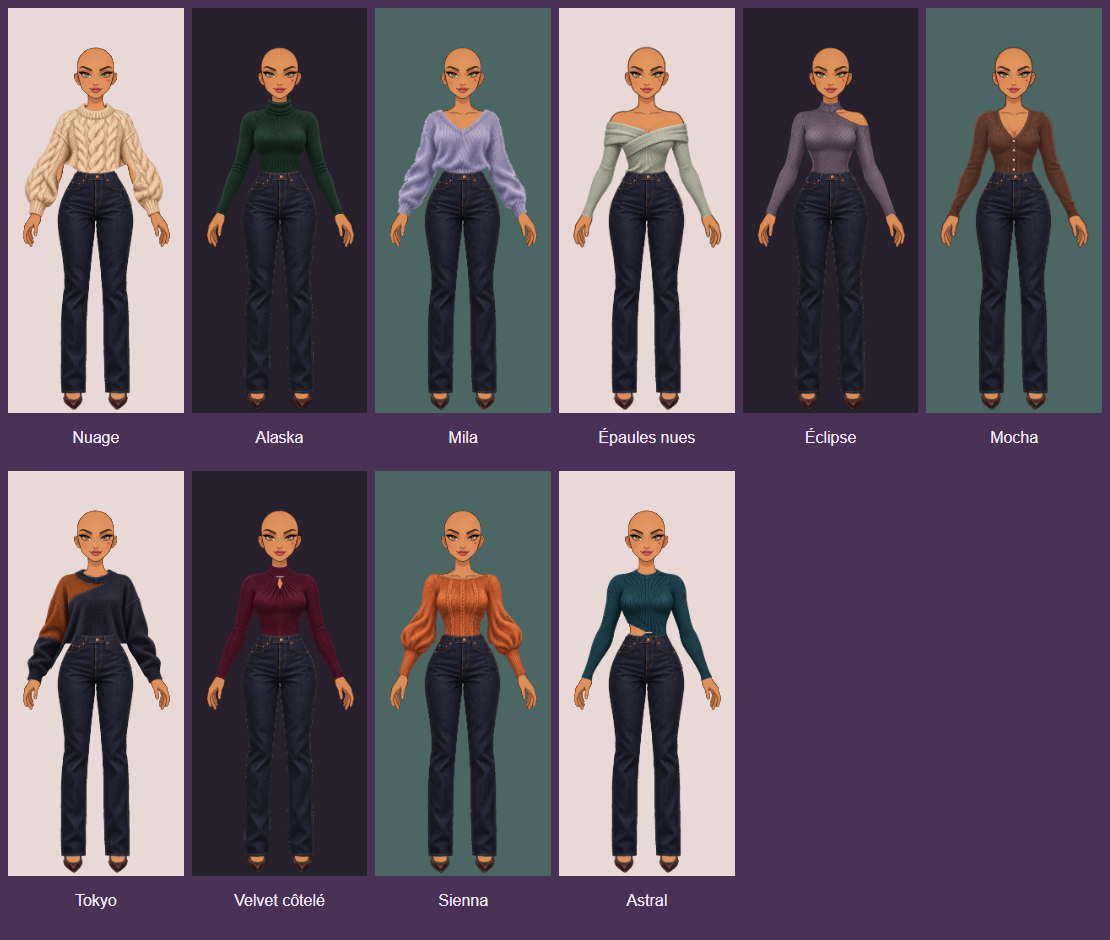 Nuage
Alaska
Mila
Épaules nues
Éclipse
Mocha
Tokyo
Velvet côtelé
Sienna
Astral